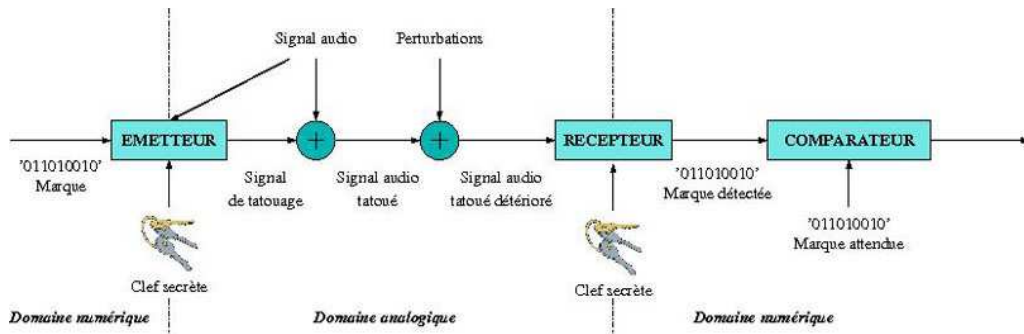 Signal audio
Perturbations
EMETTEUR
+
+
RECEPTEUR
COMPARATEUR
'011010010'
Marque
Signal
de tatouage
Signal audio
tatoué
Signal audio
tatoué détérioré
'011010010'
Marque détectée
'011010010'
Marque attendue
Clef secrète
Clef secrète
Domaine numérique
Domaine analogique
Domaine numérique